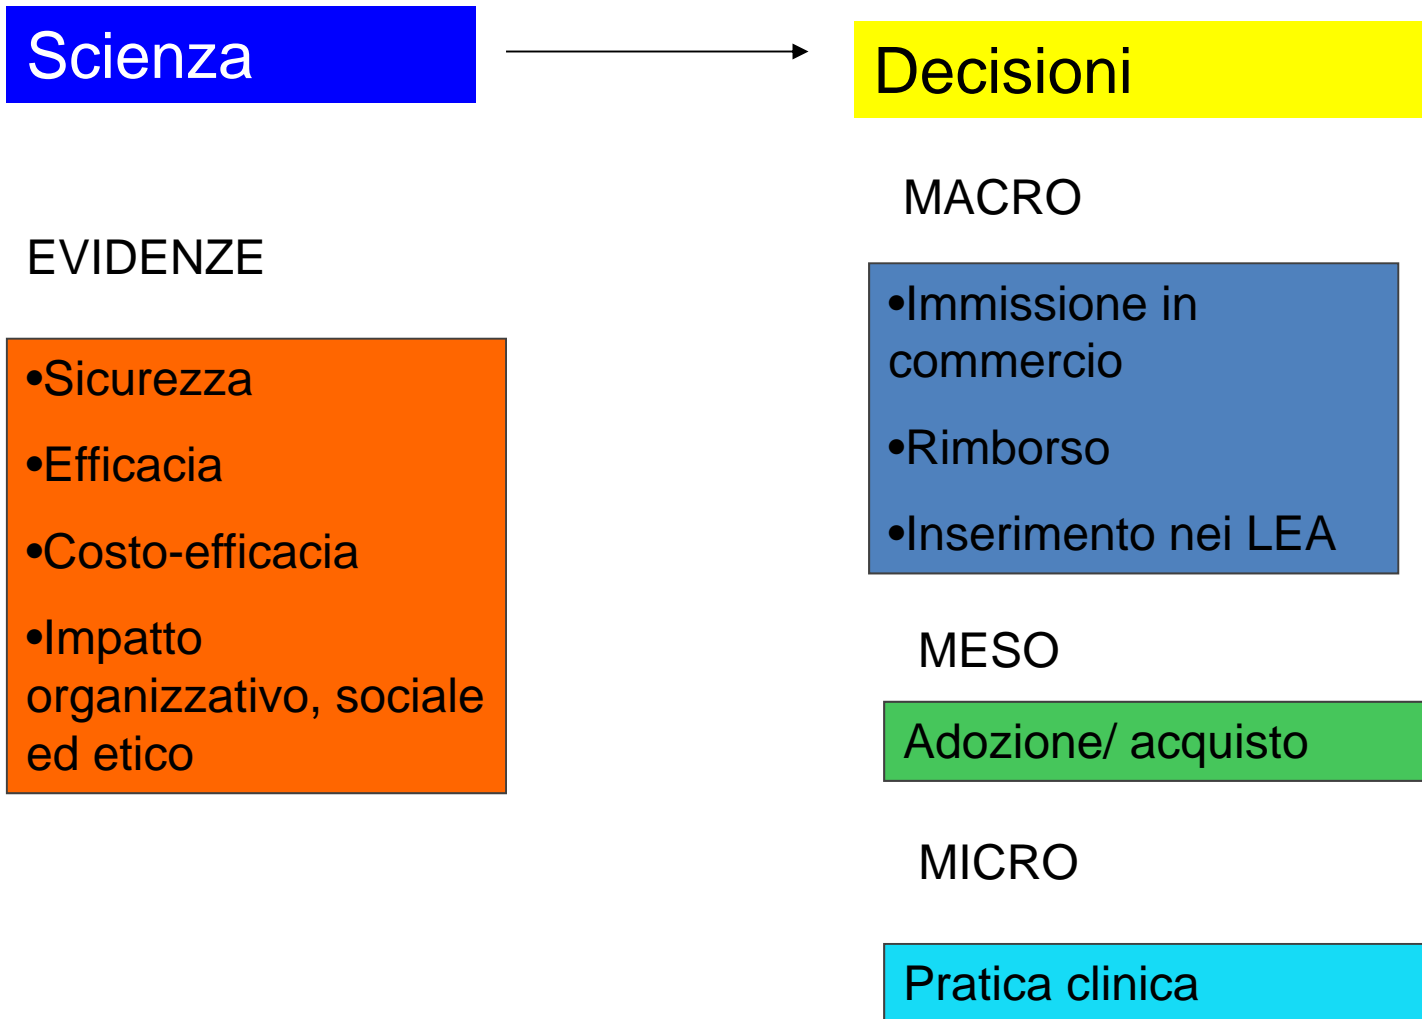 Scienza
EVIDENZE
•Sicurezza
•Efficacia
•Costo-efficacia
•Impatto
organizzativo, sociale
ed etico
Decisioni
MACRO
•Immissione in
commercio
•Rimborso
•Inserimento nei LEA
MESO
Adozione/ acquisto
MICRO
Pratica clinica